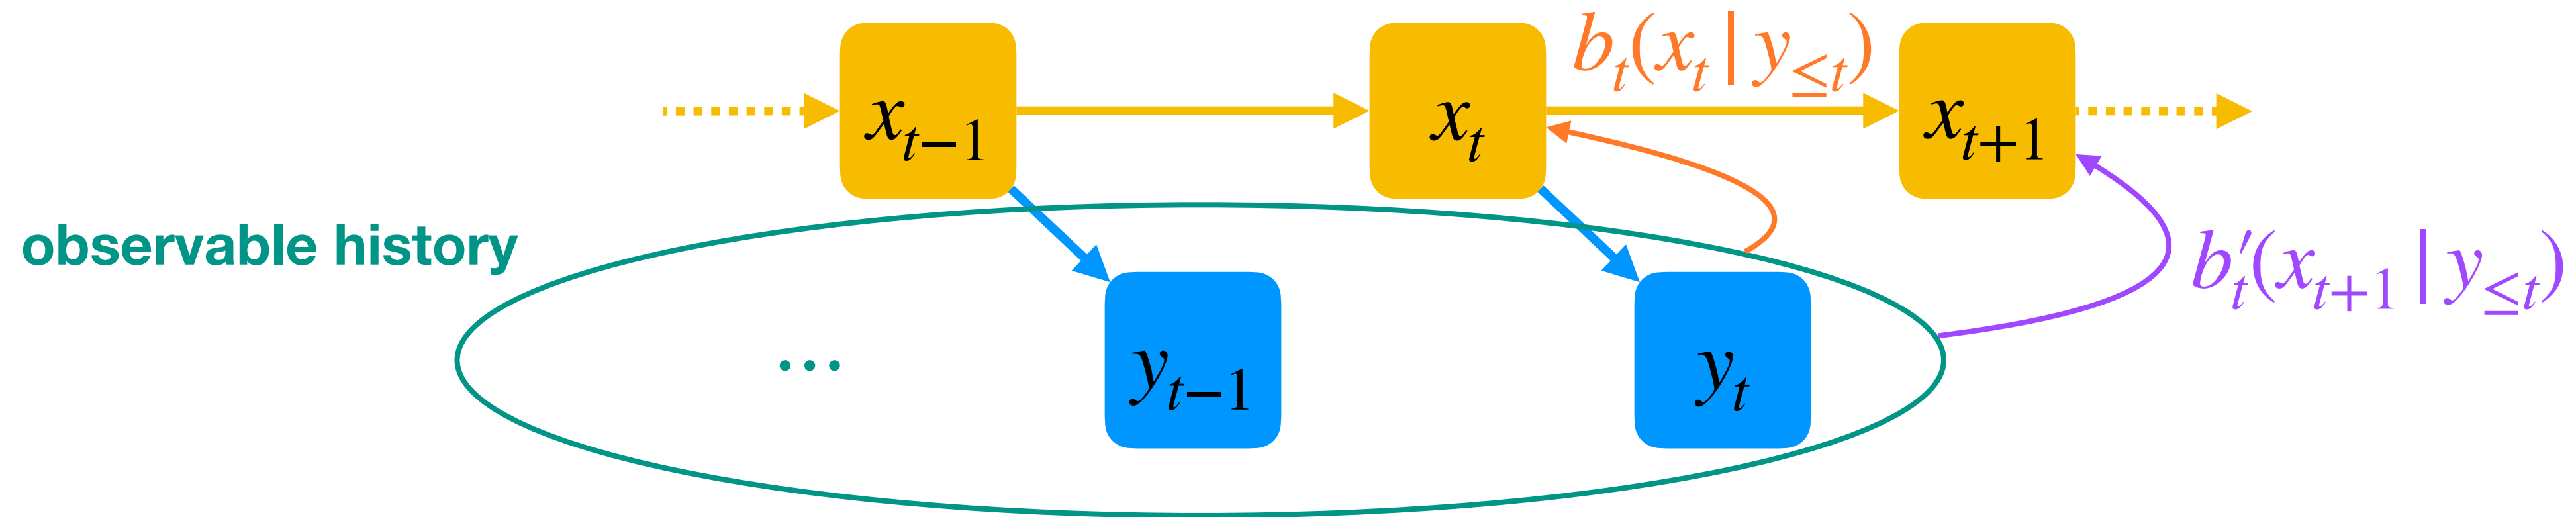 b_t(x_t | y_{≤t})
x_{t−1}
x_t
x_{t+1}
observable history
b′_t(x_{t+1} | y_{≤t})
...
y_{t−1}
y_t